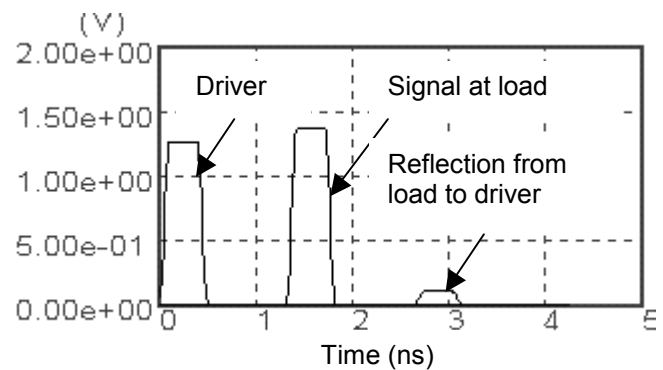 (V)
2.00e+00
Driver
Signal at load
1.50e+00
Reflection from
load to driver
1.00e+00
5.00e-01
0.00e+00
0 1 2 3 4 5
Time (ns)